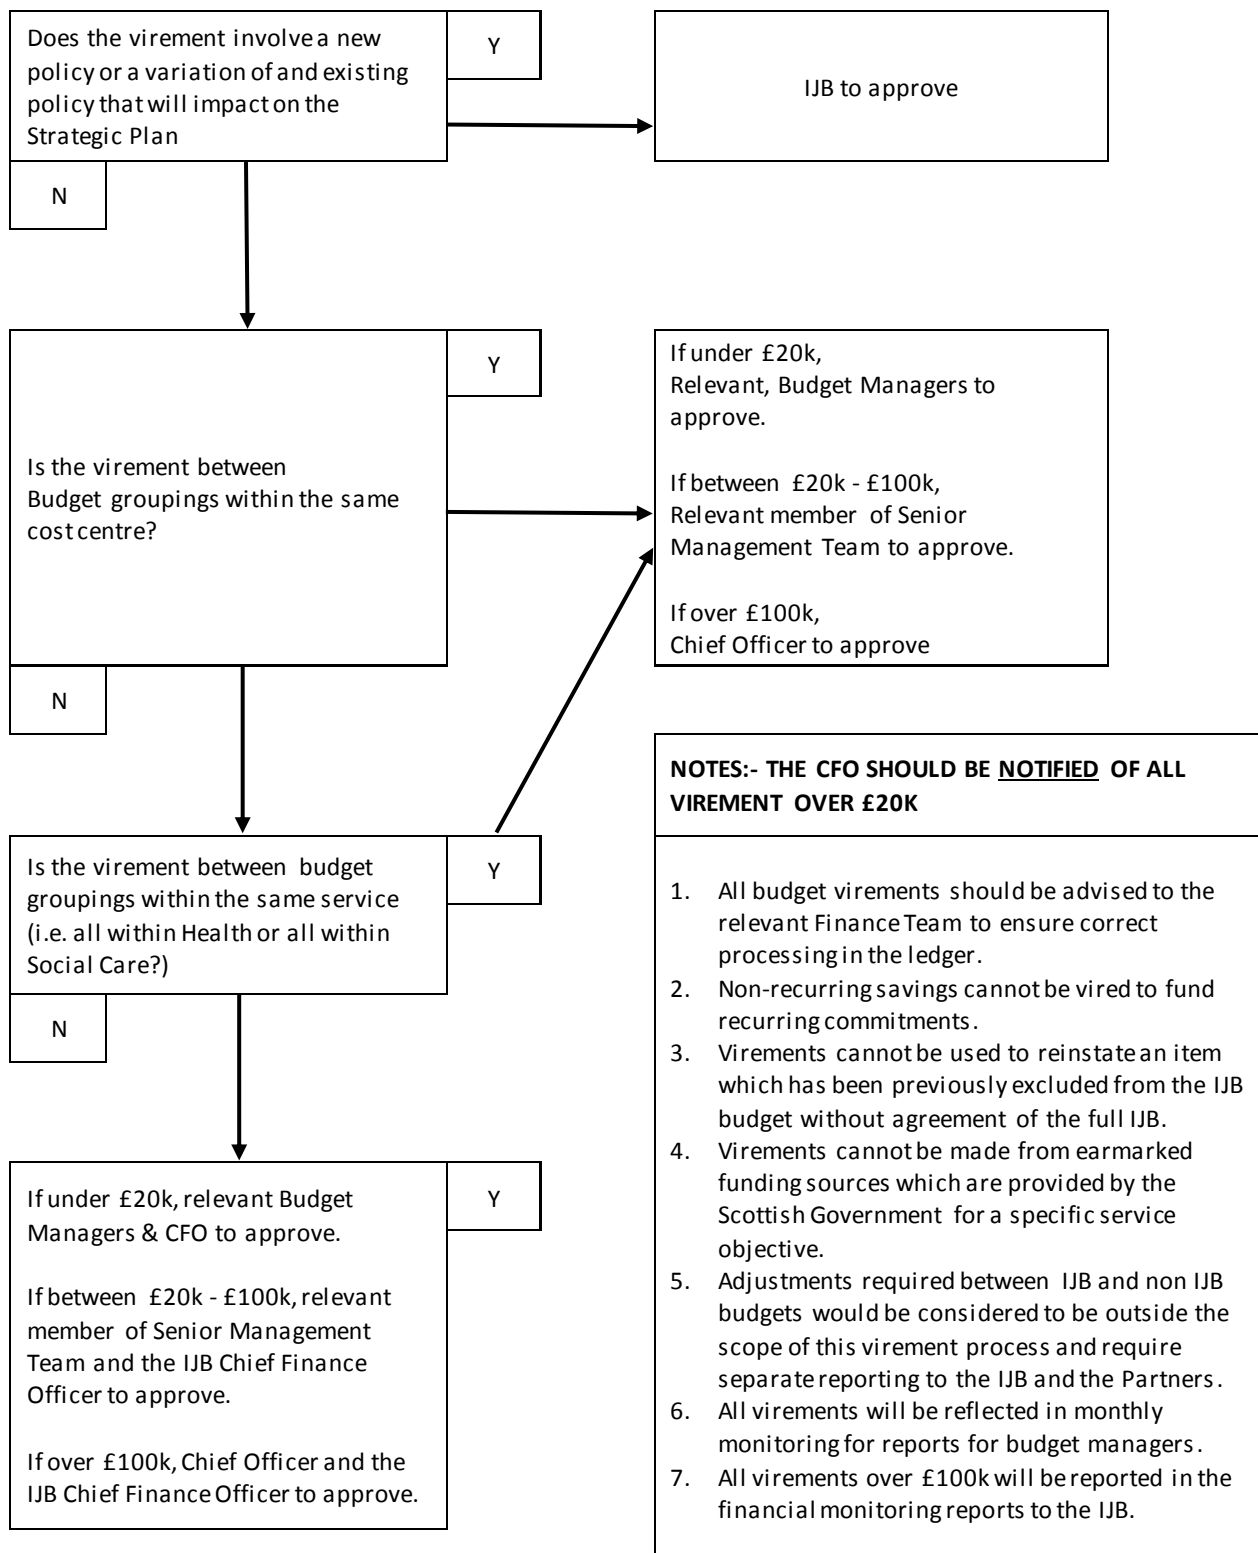 Does the virement involve a new
policy or a variation of and existing
policy that will impact on the
Strategic Plan
Y
IJB to approve
N
Is the virement between
Budget groupings within the same
cost centre?
Y
If under £20k,
Relevant, Budget Managers to
approve.
If between £20k - £100k,
Relevant member of Senior
Management Team to approve.
If over £100k,
Chief Officer to approve
N
Is the virement between budget
groupings within the same service
(i.e. all within Health or all within
Social Care?)
Y
N
If under £20k, relevant Budget
Managers & CFO to approve.
If between £20k - £100k, relevant
member of Senior Management
Team and the IJB Chief Finance
Officer to approve.
If over £100k, Chief Officer and the
IJB Chief Finance Officer to approve.
Y
NOTES:- THE CFO SHOULD BE NOTIFIED OF ALL
VIREMENT OVER £20K
1. All budget virements should be advised to the
relevant Finance Team to ensure correct
processing in the ledger.
2. Non-recurring savings cannot be vired to fund
recurring commitments.
3. Virements cannot be used to reinstate an item
which has been previously excluded from the IJB
budget without agreement of the full IJB.
4. Virements cannot be made from earmarked
funding sources which are provided by the
Scottish Government for a specific service
objective.
5. Adjustments required between IJB and non IJB
budgets would be considered to be outside the
scope of this virement process and require
separate reporting to the IJB and the Partners.
6. All virements will be reflected in monthly
monitoring for reports for budget managers.
7. All virements over £100k will be reported in the
financial monitoring reports to the IJB.